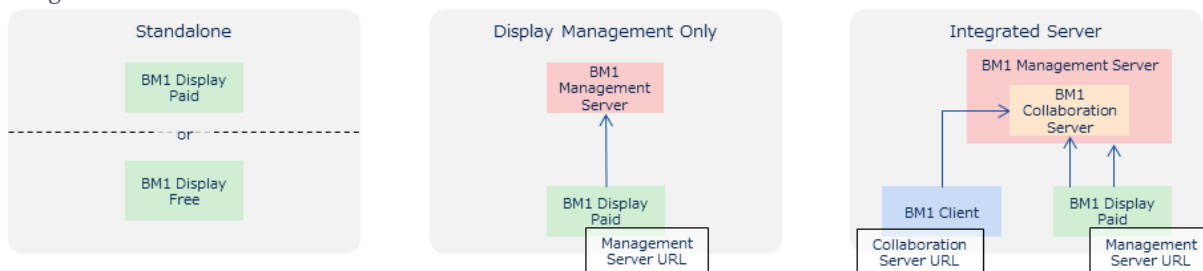 Standalone
BM1 Display
Paid
or
BM1 Display
Free
Display Management Only
BM1
Management
Server
BM1 Display
Paid
Management
Server URL
Integrated Server
BM1 Management Server
BM1
Collaboration
Server
BM1 Client
Collaboration
Server URL
BM1 Display
Paid
Management
Server URL